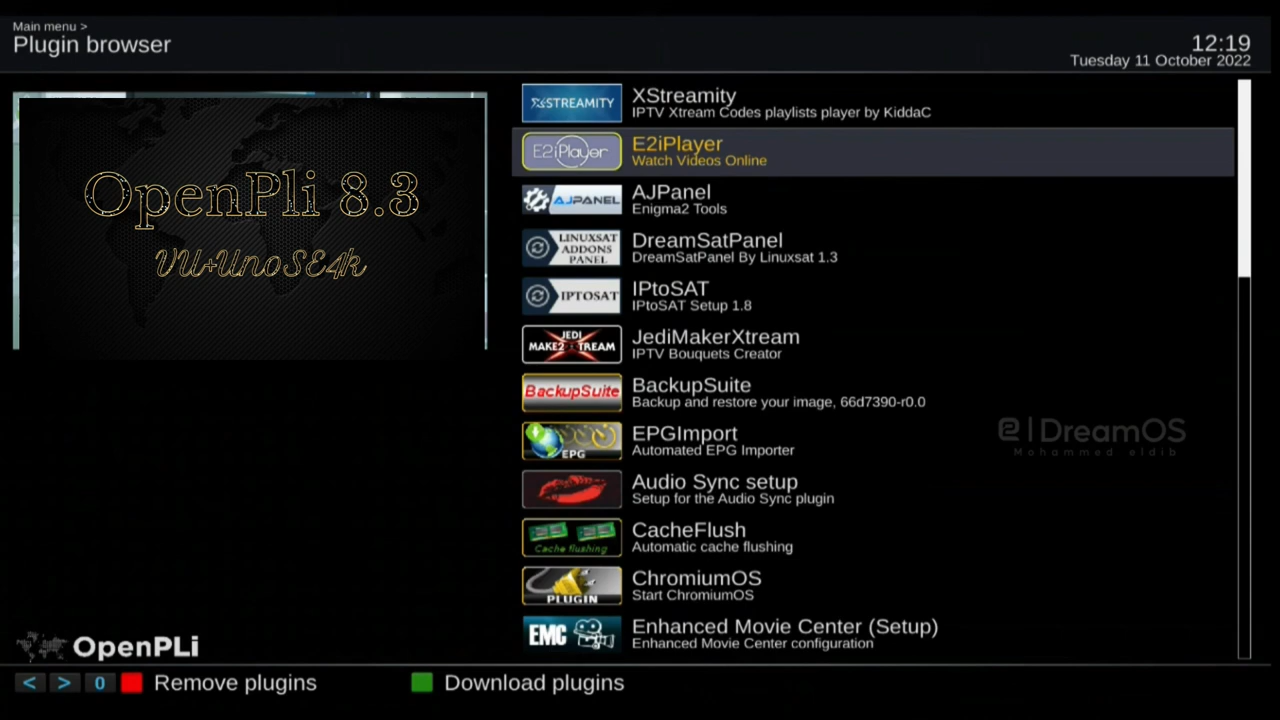 Main menu >
Plugin browser
12:19
Tuesday 11 October 2022
OpenPli 8.3
VU+UnoSE4k
XSTREAMITY
XStreamity
IPTV Xtream Codes playlists player by KiddaC
E2iPlayer
E2iPlayer
Watch Videos Online
AJPANEL
AJPanel
Enigma2 Tools
LINUXSAT
ADDONS
PANEL
DreamSatPanel
DreamSatPanel By Linuxsat 1.3
IPTOSAT
IPtoSAT
IPtoSAT Setup 1.8
JEDI
MAKER XTREAM
JediMakerXtream
IPTV Bouquets Creator
BackupSuite
BackupSuite
Backup and restore your image, 66d7390-r0.0
EPG
EPGImport
Automated EPG Importer
DreamOS
Mohammed eldib
Audio Sync setup
Setup for the Audio Sync plugin
Cache flushing
CacheFlush
Automatic cache flushing
PLUGIN
ChromiumOS
Start ChromiumOS
EMC
Enhanced Movie Center (Setup)
Enhanced Movie Center configuration
OpenPLi
< > 0 Remove plugins Download plugins